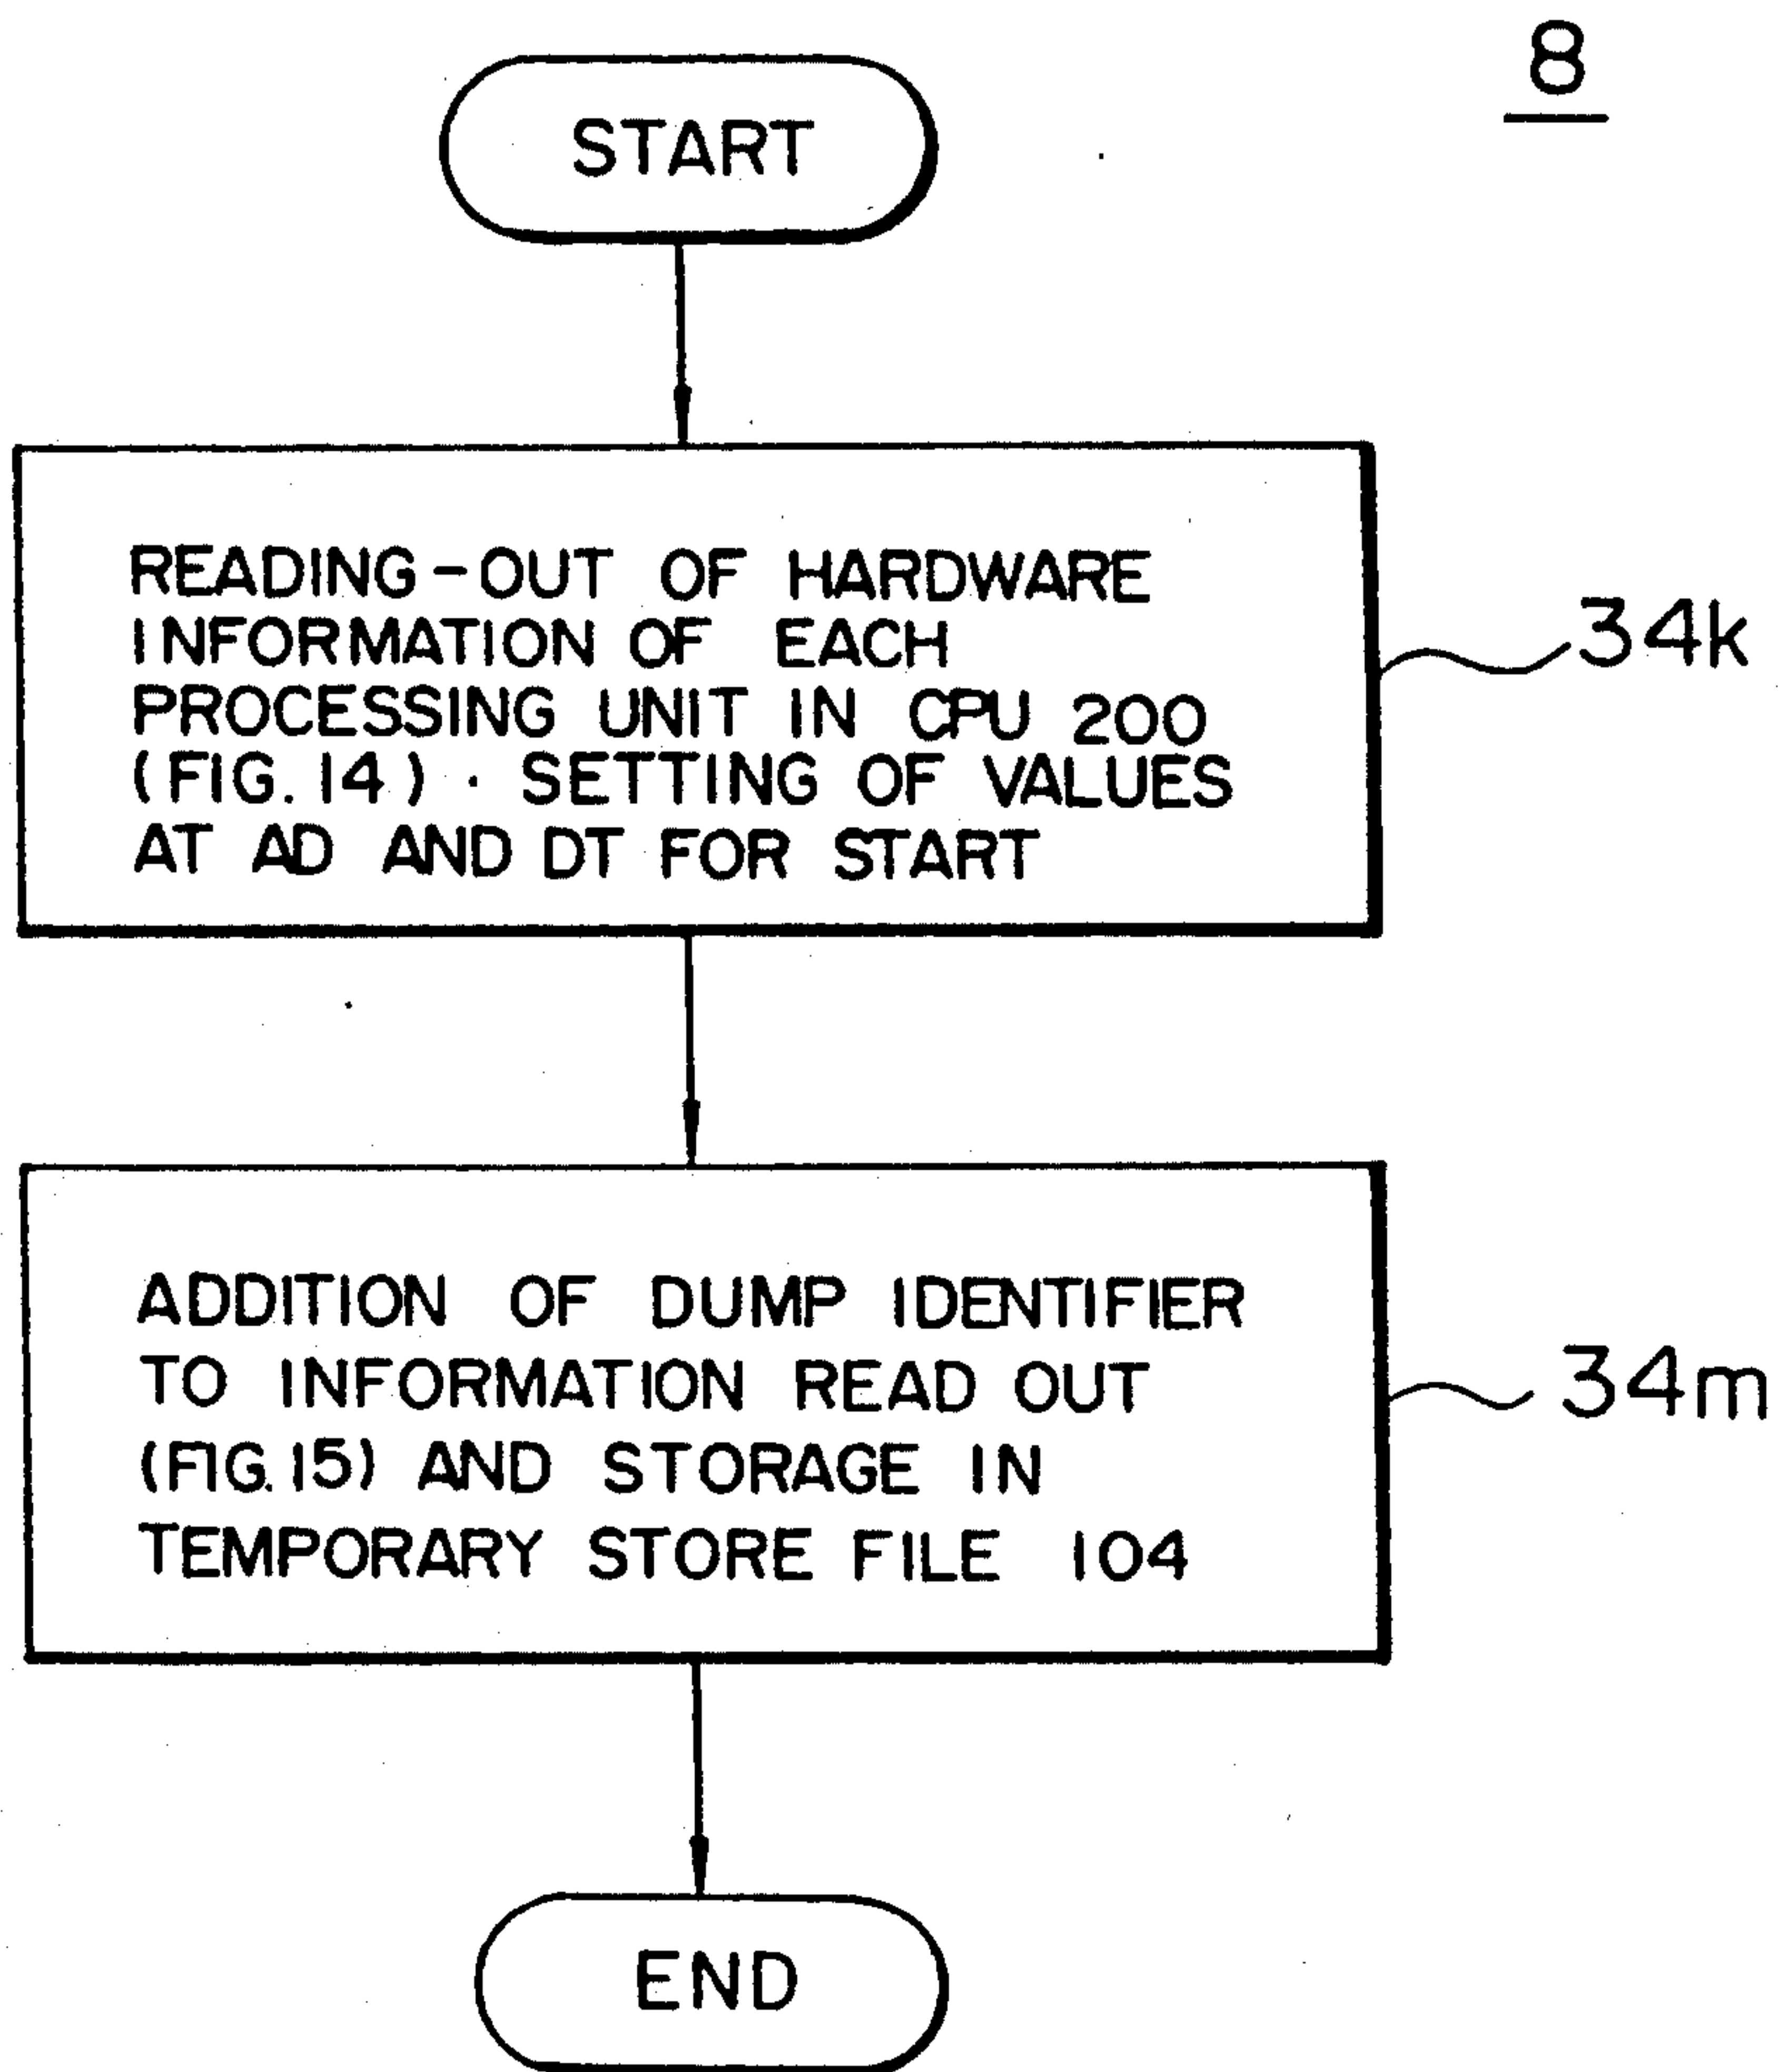 8
START
READING-OUT OF HARDWARE
INFORMATION OF EACH
PROCESSING UNIT IN CPU 200
(FIG. 14) · SETTING OF VALUES
AT AD AND DT FOR START
34k
ADDITION OF DUMP IDENTIFIER
TO INFORMATION READ OUT
(FIG. 15) AND STORAGE IN
TEMPORARY STORE FILE 104
34m
END